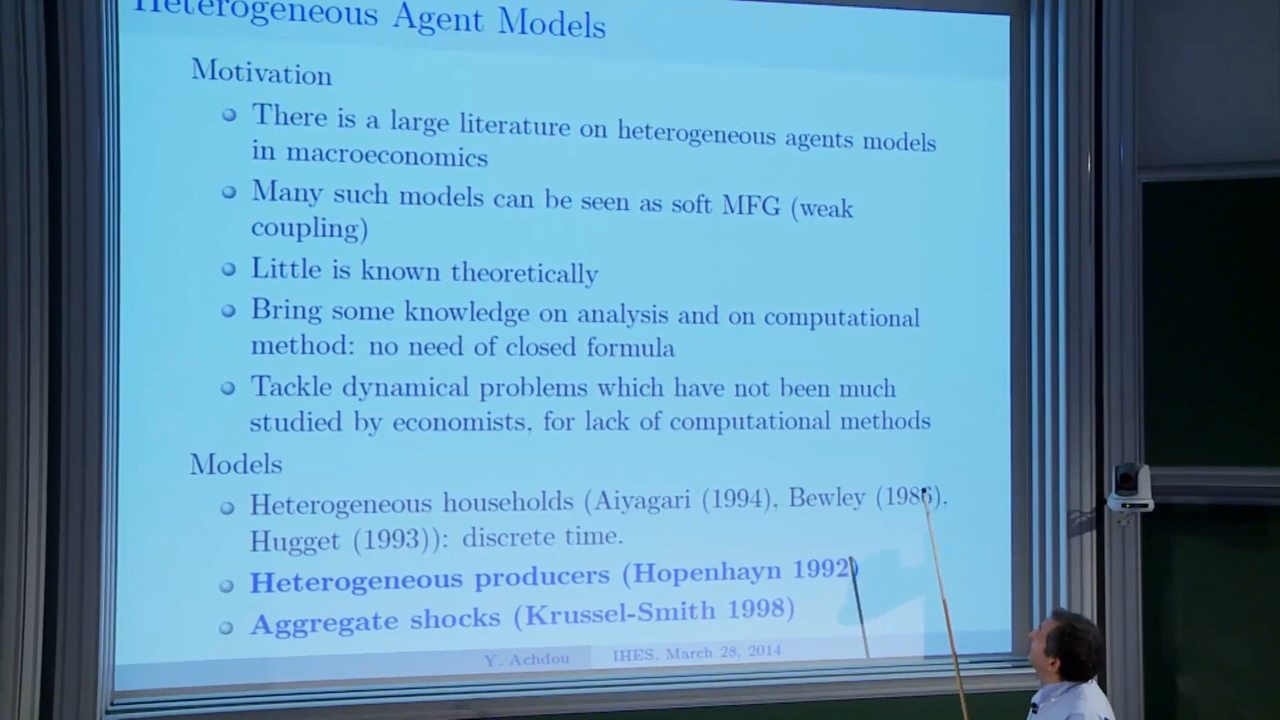 Heterogeneous Agent Models
Motivation
There is a large literature on heterogeneous agents models
in macroeconomics
Many such models can be seen as soft MFG (weak
coupling)
Little is known theoretically
Bring some knowledge on analysis and on computational
method: no need of closed formula
Tackle dynamical problems which have not been much
studied by economists, for lack of computational methods
Models
Heterogeneous households (Aiyagari (1994), Bewley (1986),
Hugget (1993)): discrete time.
Heterogeneous producers (Hopenhayn 1992)
Aggregate shocks (Krussel-Smith 1998)
Y. Achdou IHES, March 28, 2014